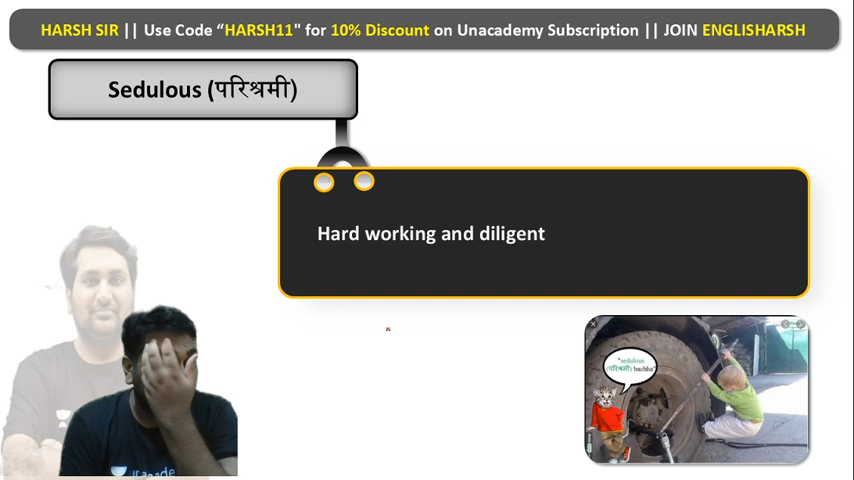 HARSH SIR || Use Code “HARSH11" for 10% Discount on Unacademy Subscription || JOIN ENGLISHARSH
Sedulous (परिश्रमी)
Hard working and diligent
"sedulous
(परिश्रमी) bachha"